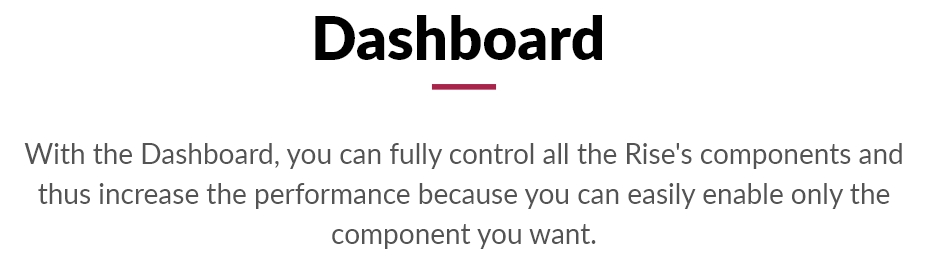 Dashboard
With the Dashboard, you can fully control all the Rise's components and
thus increase the performance because you can easily enable only the
component you want.